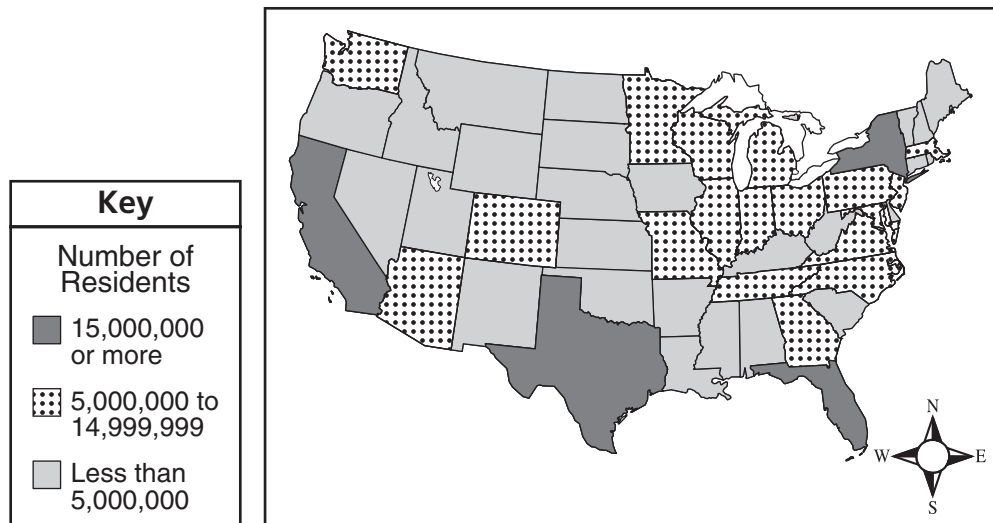 Key
Number of
Residents
15,000,000
or more
5,000,000 to
14,999,999
Less than
5,000,000
N
W
E
S